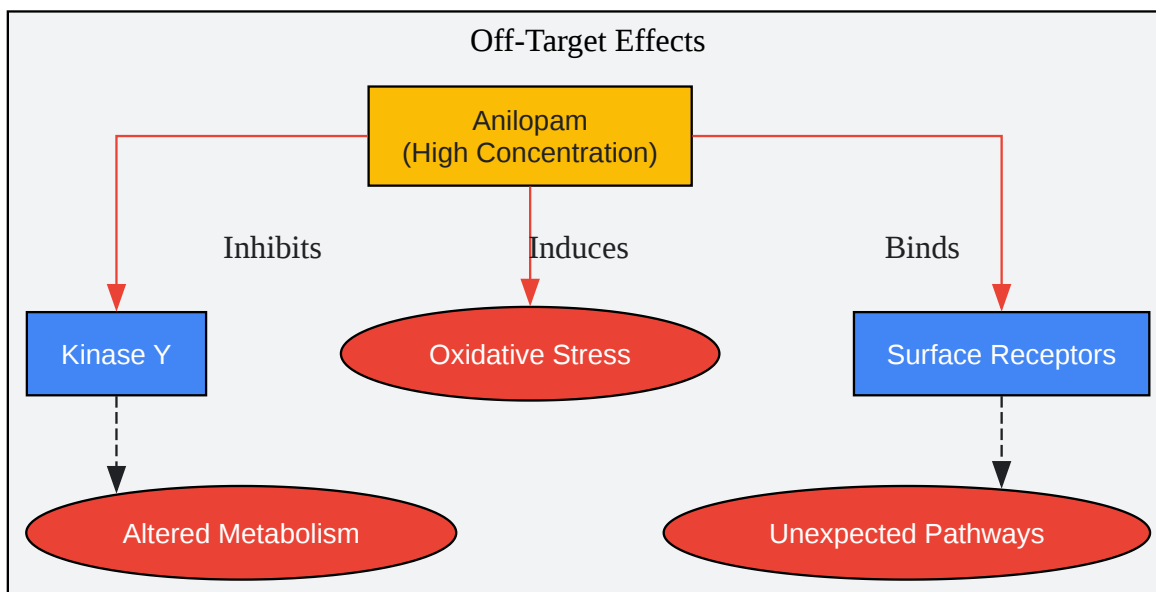 Off-Target Effects
Anilopam
(High Concentration)
Inhibits
Induces
Binds
Kinase Y
Oxidative Stress
Surface Receptors
Altered Metabolism
Unexpected Pathways